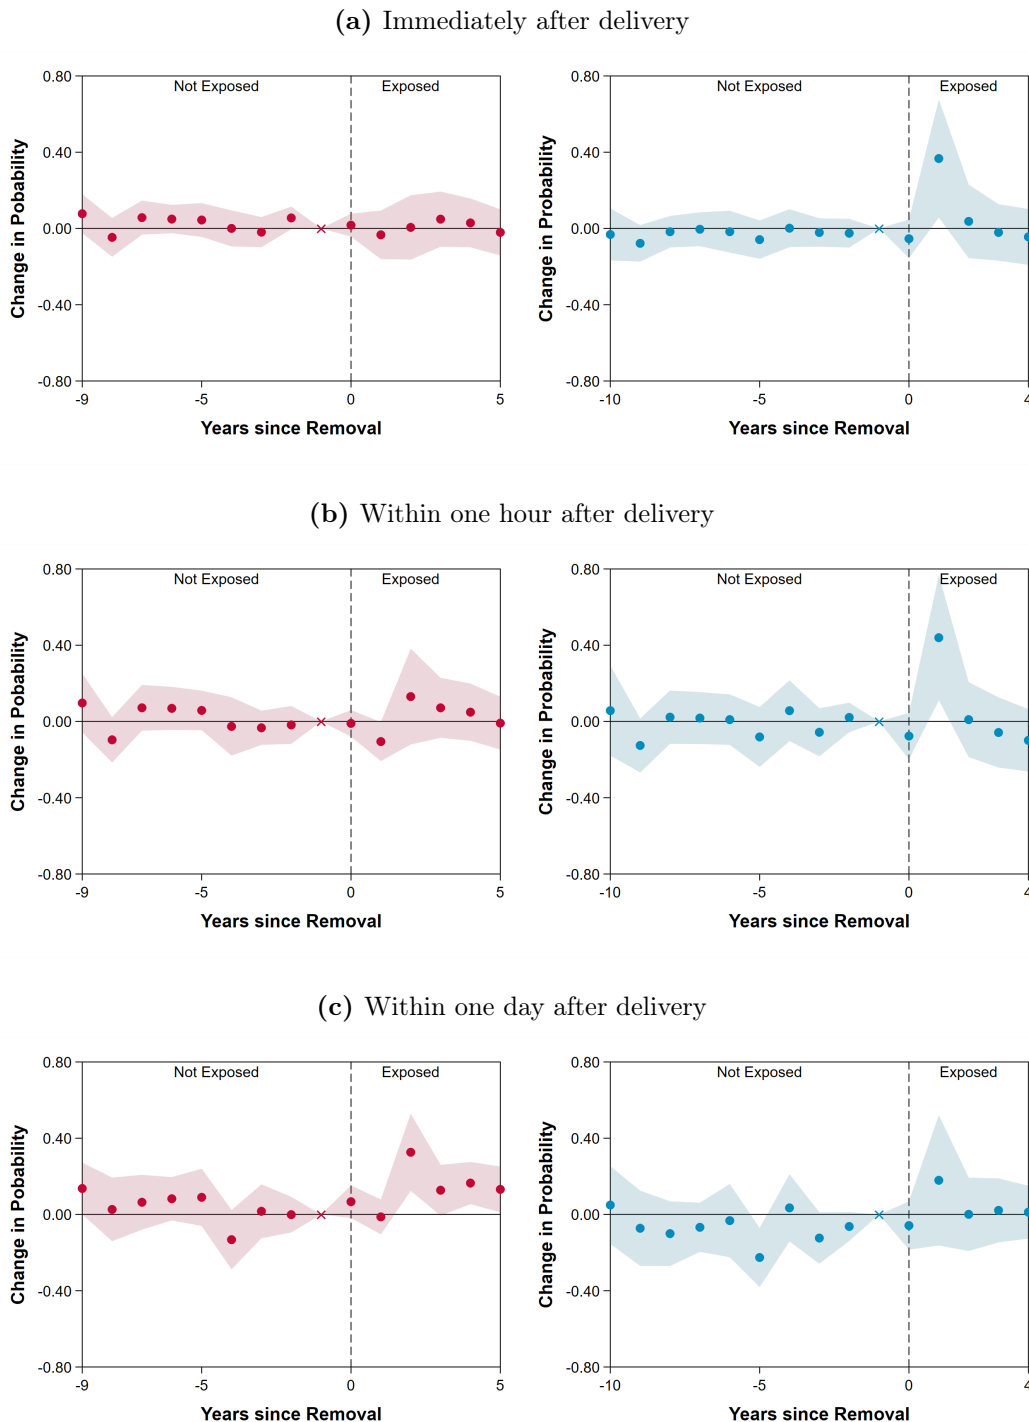 (a) Immediately after delivery
0.80
0.40
0.00
-0.40
-0.80
Change in Pobability
Not Exposed
Exposed
-9
-5
0
5
Years since Removal
0.80
0.40
0.00
-0.40
-0.80
Change in Probability
Not Exposed
Exposed
-10
-5
0
4
Years since Removal
(b) Within one hour after delivery
0.80
0.40
0.00
-0.40
-0.80
Change in Pobability
Not Exposed
Exposed
-9
-5
0
5
Years since Removal
0.80
0.40
0.00
-0.40
-0.80
Change in Probability
Not Exposed
Exposed
-10
-5
0
4
Years since Removal
(c) Within one day after delivery
0.80
0.40
0.00
-0.40
-0.80
Change in Pobability
Not Exposed
Exposed
-9
-5
0
5
Years since Removal
0.80
0.40
0.00
-0.40
-0.80
Change in Probability
Not Exposed
Exposed
-10
-5
0
4
Years since Removal